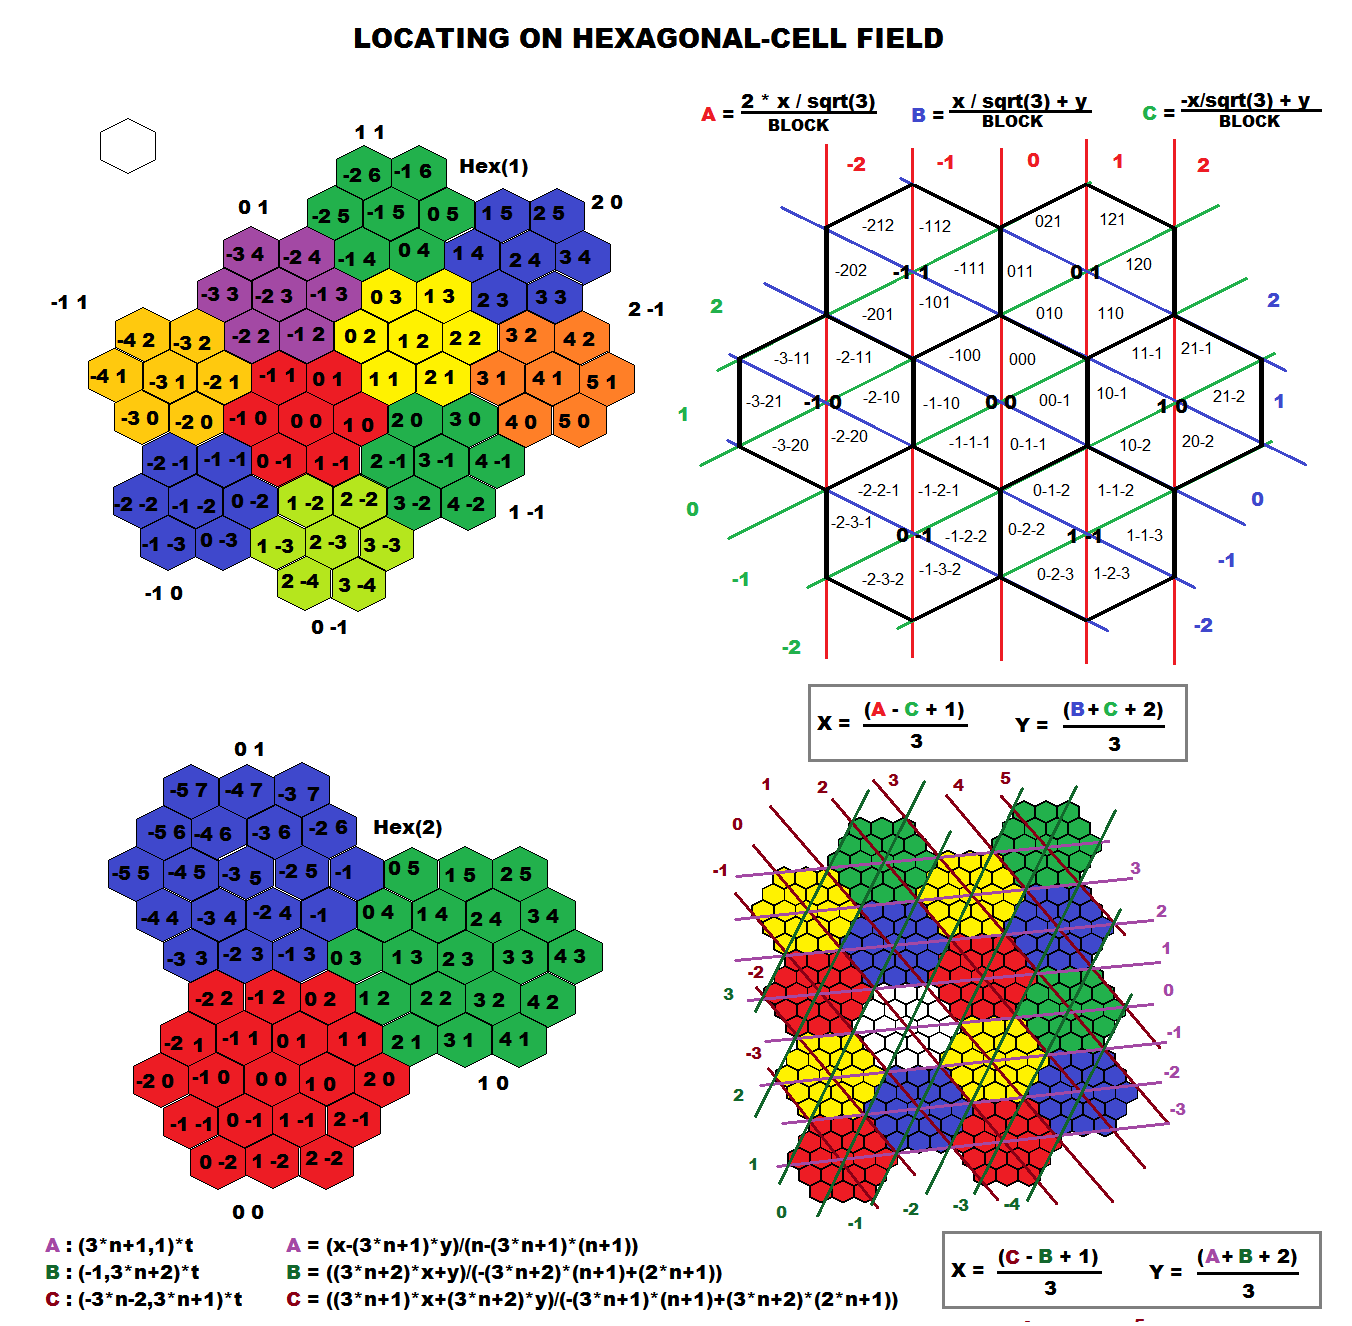 LOCATING ON HEXAGONAL-CELL FIELD
A = 2 * x / sqrt(3)
BLOCK
B = x / sqrt(3) + y
BLOCK
C = -x/sqrt(3) + y
BLOCK
1 1
Hex(1)
0 1
2 0
-1 1
2 -1
-2 6 -1 6
-2 5 -1 5 0 5 1 5 2 5
-3 4 -2 4 -1 4 0 4 1 4 2 4 3 4
-3 3 -2 3 -1 3 0 3 1 3 2 3 3 3
-4 2 -3 2 -2 2 -1 2 0 2 1 2 2 2 3 2 4 2
-4 1 -3 1 -2 1 -1 1 0 1 1 1 2 1 3 1 4 1 5 1
-3 0 -2 0 -1 0 0 0 1 0 2 0 3 0 4 0 5 0
-2 -1 -1 -1 0 -1 1 -1 2 -1 3 -1 4 -1
-2 -2 -1 -2 0 -2 1 -2 2 -2 3 -2 4 -2
-1 -3 0 -3 1 -3 2 -3 3 -3
2 -4 3 -4
1 -1
-1 0
0 -1
-2 -1 0 1 2
-212 -112 021 121
-202 -1 1 -111 011 0 1 120
-201 -101 010 110
2 2
-3-11 -2-11 -100 000 11-1 21-1
-3-21 -1 0 -2-10 -1-10 0 0 00-1 10-1 1 0 21-2
1 1
-3-20 -2-20 -1-1-1 0-1-1 10-2 20-2
-2-2-1 -1-2-1 0-1-2 1-1-2
0 0
-2-3-1 0 -1 -1-2-2 0-2-2 1 -1 1-1-3
-2-3-2 -1-3-2 0-2-3 1-2-3
-1 -1
-2 -2
X = (A - C + 1)
3
Y = (B + C + 2)
3
0 1
Hex(2)
-5 7 -4 7 -3 7
-5 6 -4 6 -3 6 -2 6
-5 5 -4 5 -3 5 -2 5 -1 0 5 1 5 2 5
-4 4 -3 4 -2 4 -1 0 4 1 4 2 4 3 4
-3 3 -2 3 -1 3 0 3 1 3 2 3 3 3 4 3
-2 2 -1 2 0 2 1 2 2 2 3 2 4 2
-2 1 -1 1 0 1 1 1 2 1 3 1 4 1
-2 0 -1 0 0 0 1 0 2 0
1 0
-1 -1 0 -1 1 -1 2 -1
0 -2 1 -2 2 -2
0 0
-1 0 1 2 3 4 5
3
2
1
0
-1
-2
-3
-2
-3
3
2
1
0 -1 -2 -3 -4
A : (3*n+1,1)*t
B : (-1,3*n+2)*t
C : (-3*n-2,3*n+1)*t
A = (x-(3*n+1)*y)/(n-(3*n+1)*(n+1))
B = ((3*n+2)*x+y)/(-(3*n+2)*(n+1)+(2*n+1))
C = ((3*n+1)*x+(3*n+2)*y)/(-(3*n+1)*(n+1)+(3*n+2)*(2*n+1))
X = (C - B + 1)
3
Y = (A + B + 2)
3